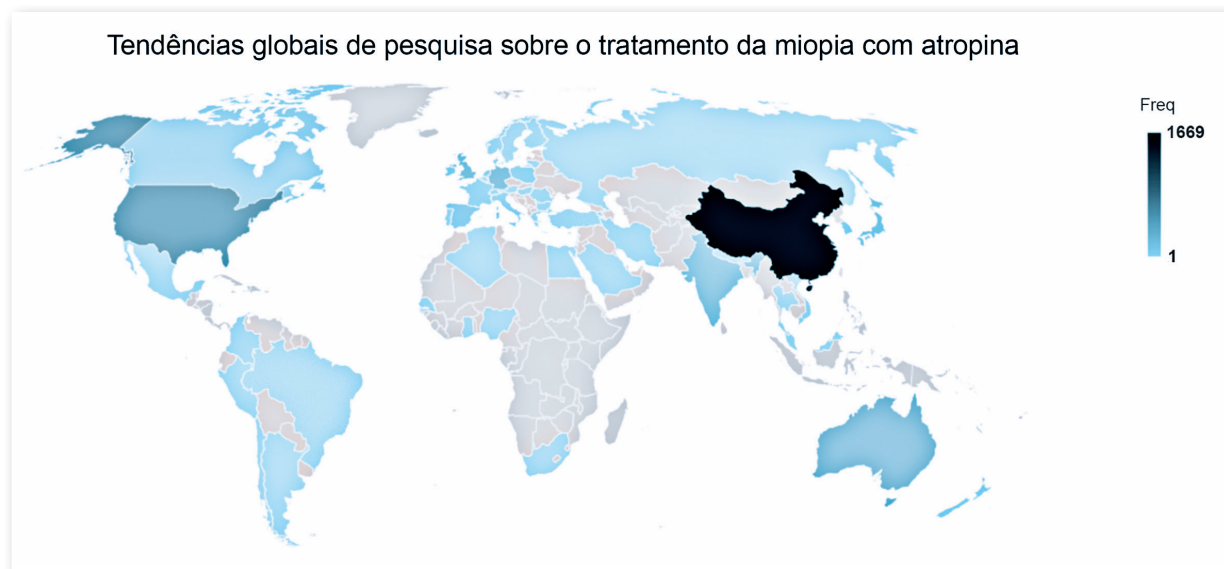 Tendências globais de pesquisa sobre o tratamento da miopia com atropina
Freq
1669
1